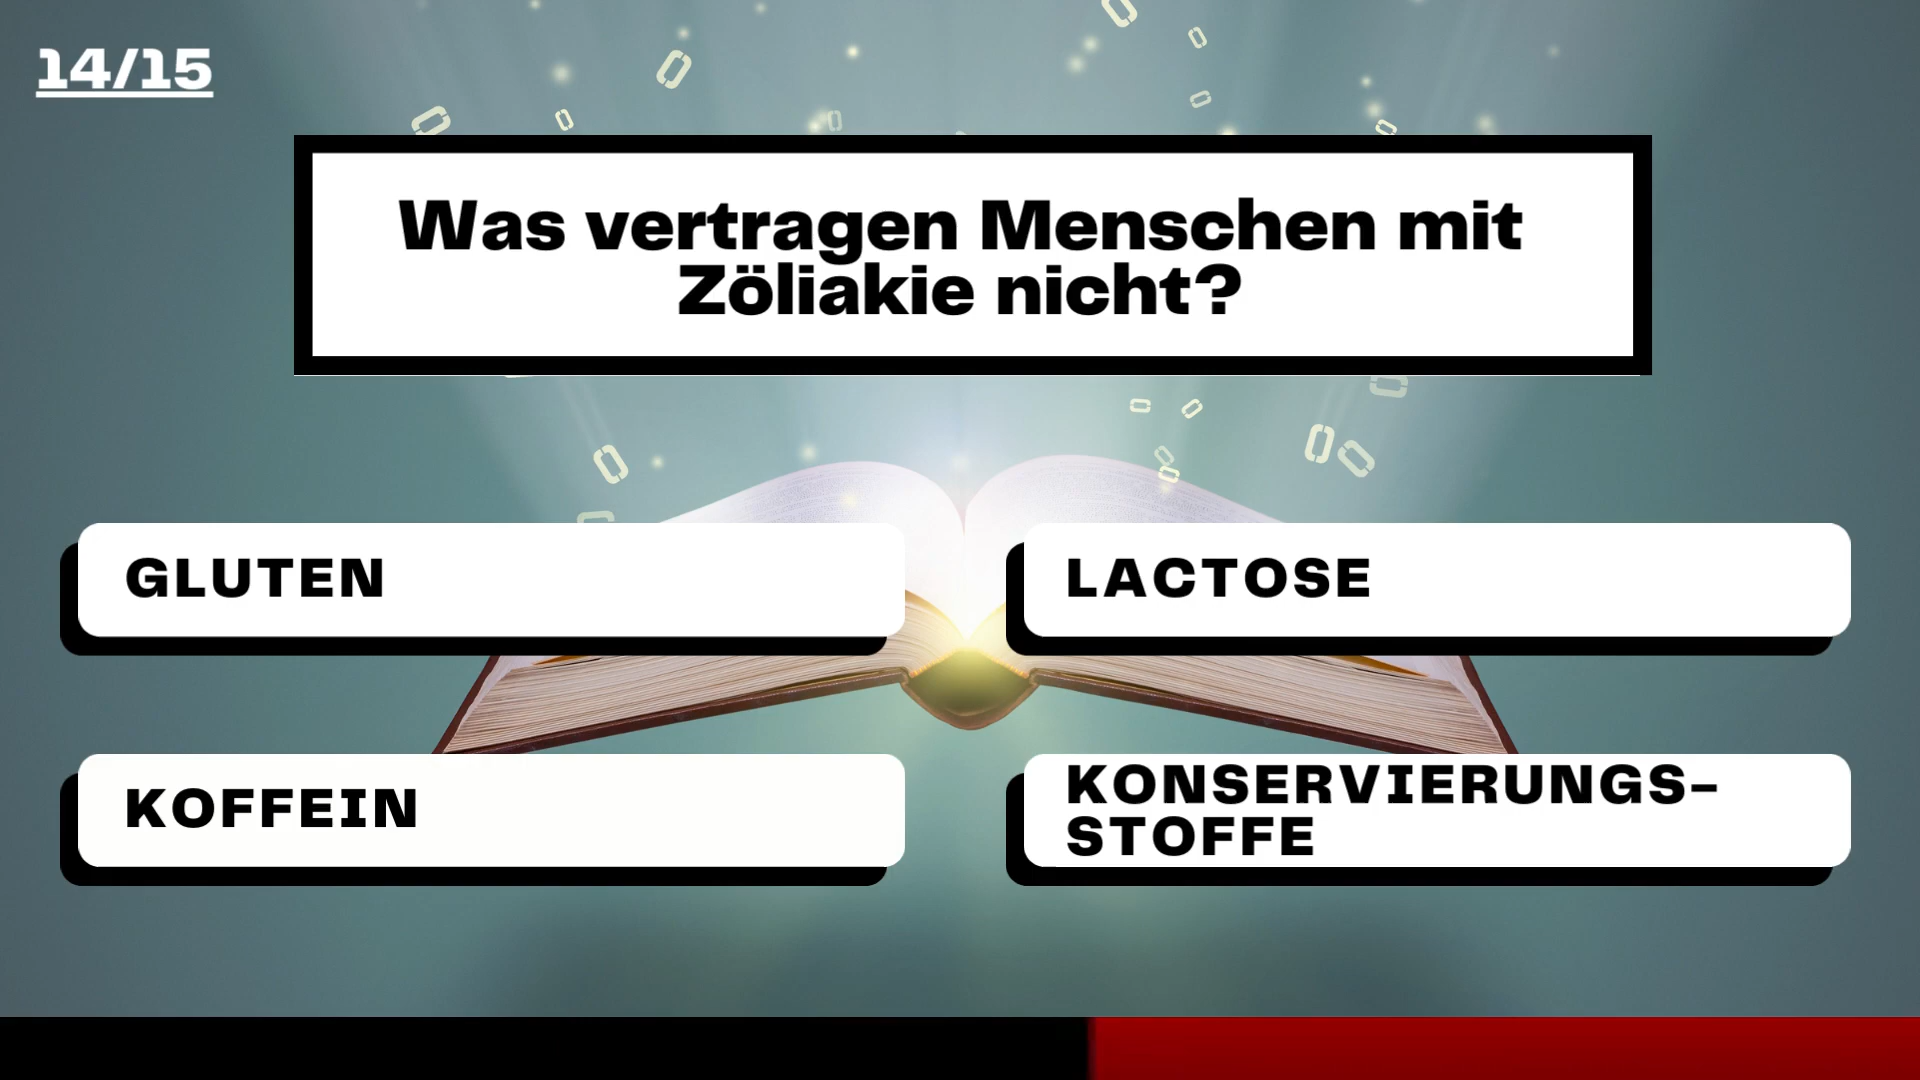 14/15
Was vertragen Menschen mit
Zöliakie nicht?
GLUTEN
LACTOSE
KOFFEIN
KONSERVIERUNGS-
STOFFE